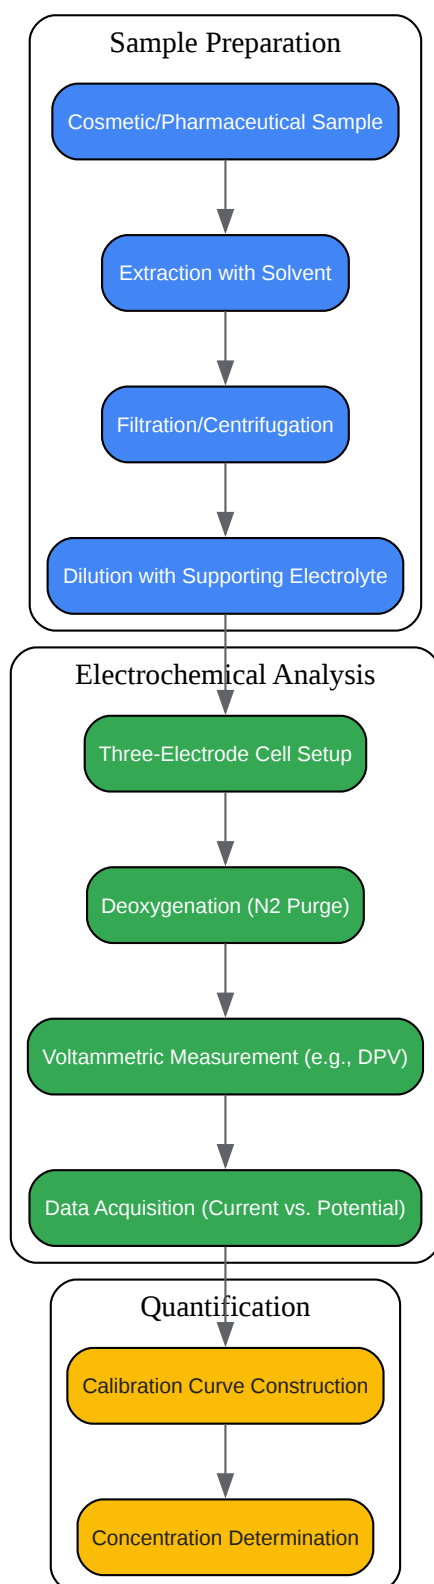 Sample Preparation
Cosmetic/Pharmaceutical Sample
Extraction with Solvent
Filtration/Centrifugation
Dilution with Supporting Electrolyte
Electrochemical Analysis
Three-Electrode Cell Setup
Deoxygenation (N2 Purge)
Voltammetric Measurement (e.g., DPV)
Data Acquisition (Current vs. Potential)
Quantification
Calibration Curve Construction
Concentration Determination